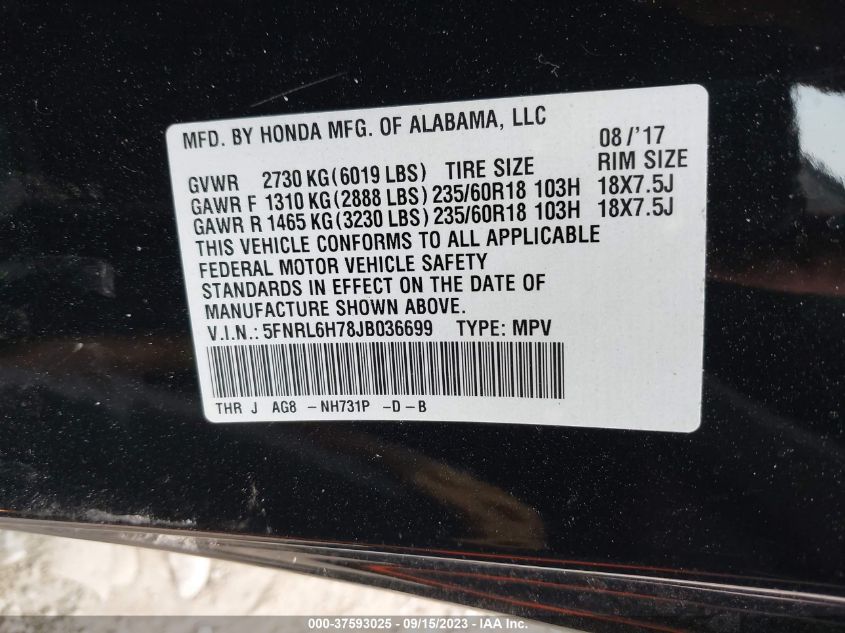 MFD. BY HONDA MFG. OF ALABAMA, LLC 08/'17
GVWR 2730 KG(6019 LBS) TIRE SIZE RIM SIZE
GAWR F 1310 KG(2888 LBS) 235/60R18 103H 18X7.5J
GAWR R 1465 KG(3230 LBS) 235/60R18 103H 18X7.5J
THIS VEHICLE CONFORMS TO ALL APPLICABLE
FEDERAL MOTOR VEHICLE SAFETY
STANDARDS IN EFFECT ON THE DATE OF
MANUFACTURE SHOWN ABOVE.
V.I.N.: 5FNRL6H78JB036699 TYPE: MPV
THR J AG8 -NH731P -D-B
000-37593025 - 09/15/2023 - IAA Inc.